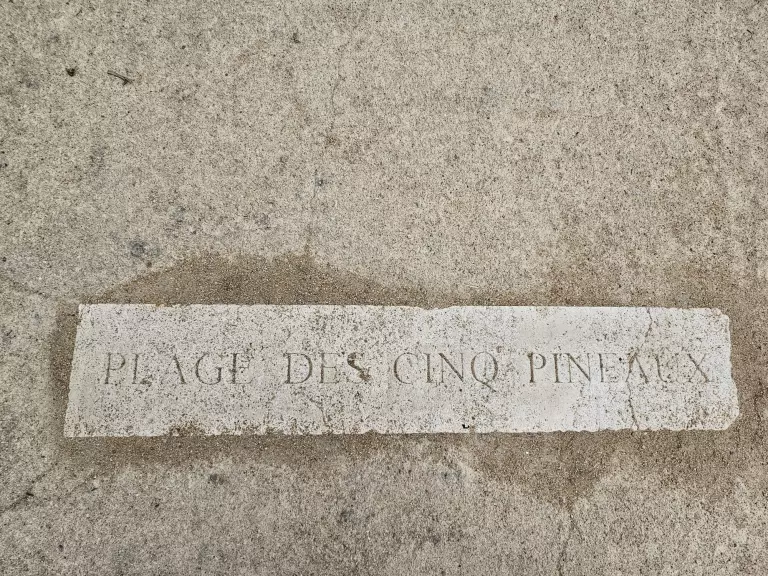 PLAGE DES CINQ PINEAUX